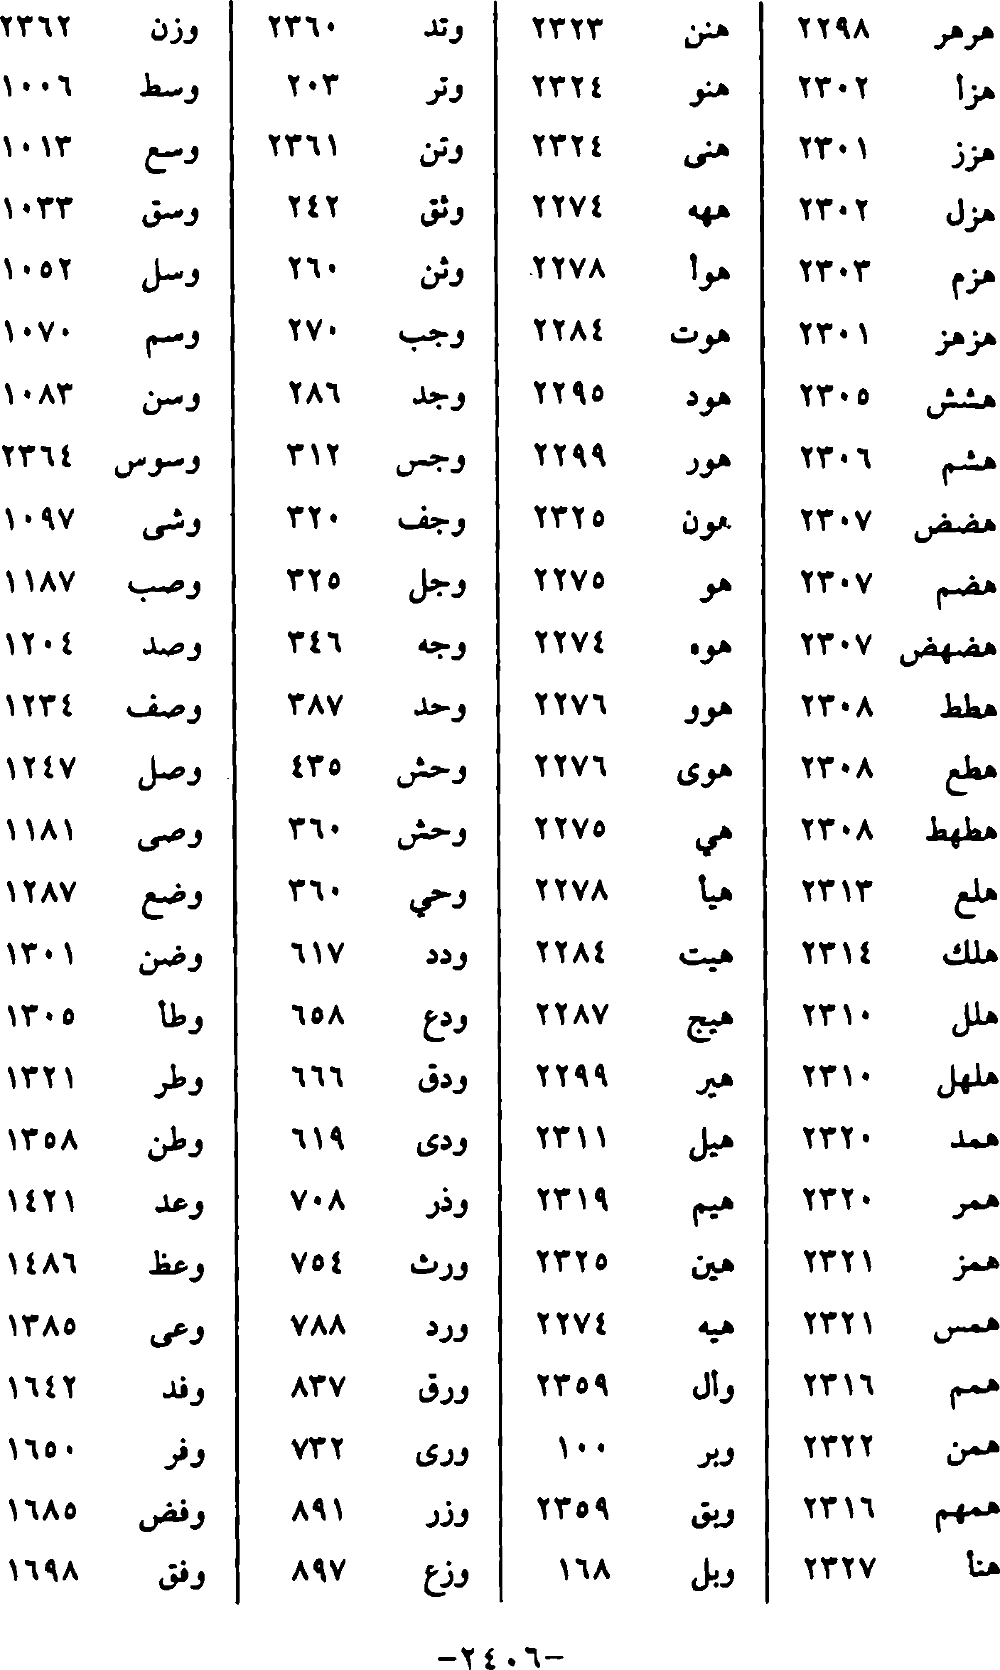 هرهر ٢٢٩٨
هزأ ٢٣٠٢
هزز ٢٣٠١
هزل ٢٣٠٢
هزم ٢٣٠٣
هزهز ٢٣٠١
هشش ٢٣٠٥
هشم ٢٣٠٦
هضض ٢٣٠٧
هضم ٢٣٠٧
هضهض ٢٣٠٧
هطط ٢٣٠٨
هطع ٢٣٠٨
هطهط ٢٣٠٨
هلع ٢٣١٣
هلك ٢٣١٤
هلل ٢٣١٠
هلهل ٢٣١٠
همد ٢٣٢٠
همر ٢٣٢٠
همز ٢٣٢١
همس ٢٣٢١
همم ٢٣١٦
همن ٢٣٢٢
همهم ٢٣١٦
هنأ ٢٣٢٧
هنن ٢٣٢٣
هنو ٢٣٢٤
هنى ٢٣٢٤
ههه ٢٢٧٤
هوأ ٢٢٧٨
هوت ٢٢٨٤
هود ٢٢٩٥
هور ٢٢٩٩
هون ٢٣٢٥
هو ٢٢٧٥
هوه ٢٢٧٤
هوو ٢٢٧٦
هوى ٢٢٧٦
هي ٢٢٧٥
هيأ ٢٢٧٨
هيت ٢٢٨٤
هيج ٢٢٨٧
هير ٢٢٩٩
هيل ٢٣١١
هيم ٢٣١٩
هين ٢٣٢٥
هيه ٢٢٧٤
وأل ٢٣٥٩
وبر ١٠٠
وبق ٢٣٥٩
وبل ١٦٨
وتد ٢٣٦٠
وتر ٢٠٣
وتن ٢٣٦١
وثق ٢٤٢
وثن ٢٦٠
وجب ٢٧٠
وجد ٢٨٦
وجس ٣١٢
وجف ٣٢٠
وجل ٣٢٥
وجه ٣٤٦
وحد ٣٨٧
وحش ٤٣٥
وحش ٣٦٠
وحي ٣٦٠
ودد ٦١٧
ودع ٦٥٨
ودق ٦٦٦
ودى ٦١٩
وذر ٧٠٨
ورث ٧٥٤
ورد ٧٨٨
ورق ٨٣٧
ورى ٧٣٢
وزر ٨٩١
وزع ٨٩٧
وزن ٢٣٦٢
وسط ١٠٠٦
وسع ١٠١٣
وسق ١٠٣٣
وسل ١٠٥٢
وسم ١٠٧٠
وسن ١٠٨٣
وسوس ٢٣٦٤
وشى ١٠٩٧
وصب ١١٨٧
وصد ١٢٠٤
وصف ١٢٣٤
وصل ١٢٤٧
وصى ١١٨١
وضع ١٢٨٧
وضن ١٣٠١
وطأ ١٣٠٥
وطر ١٣٢١
وطن ١٣٥٨
وعد ١٤٢١
وعظ ١٤٨٦
وعى ١٣٨٥
وفد ١٦٤٢
وفر ١٦٥٠
وفض ١٦٨٥
وفق ١٦٩٨
-٢٤٠٦-